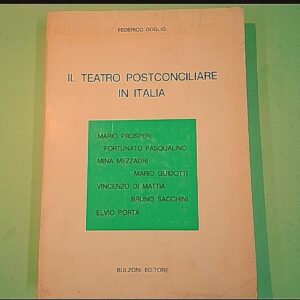 FEDERICO DOGLIO
IL TEATRO POSTCONCILIARE
IN ITALIA
MARIO PROSPERI
FORTUNATO PASQUALINO
MINA MEZZADRI
MARIO GUIDOTTI
VINCENZO DI MATTIA
BRUNO SACCHINI
ELVIO PORTA
BULZONI EDITORE